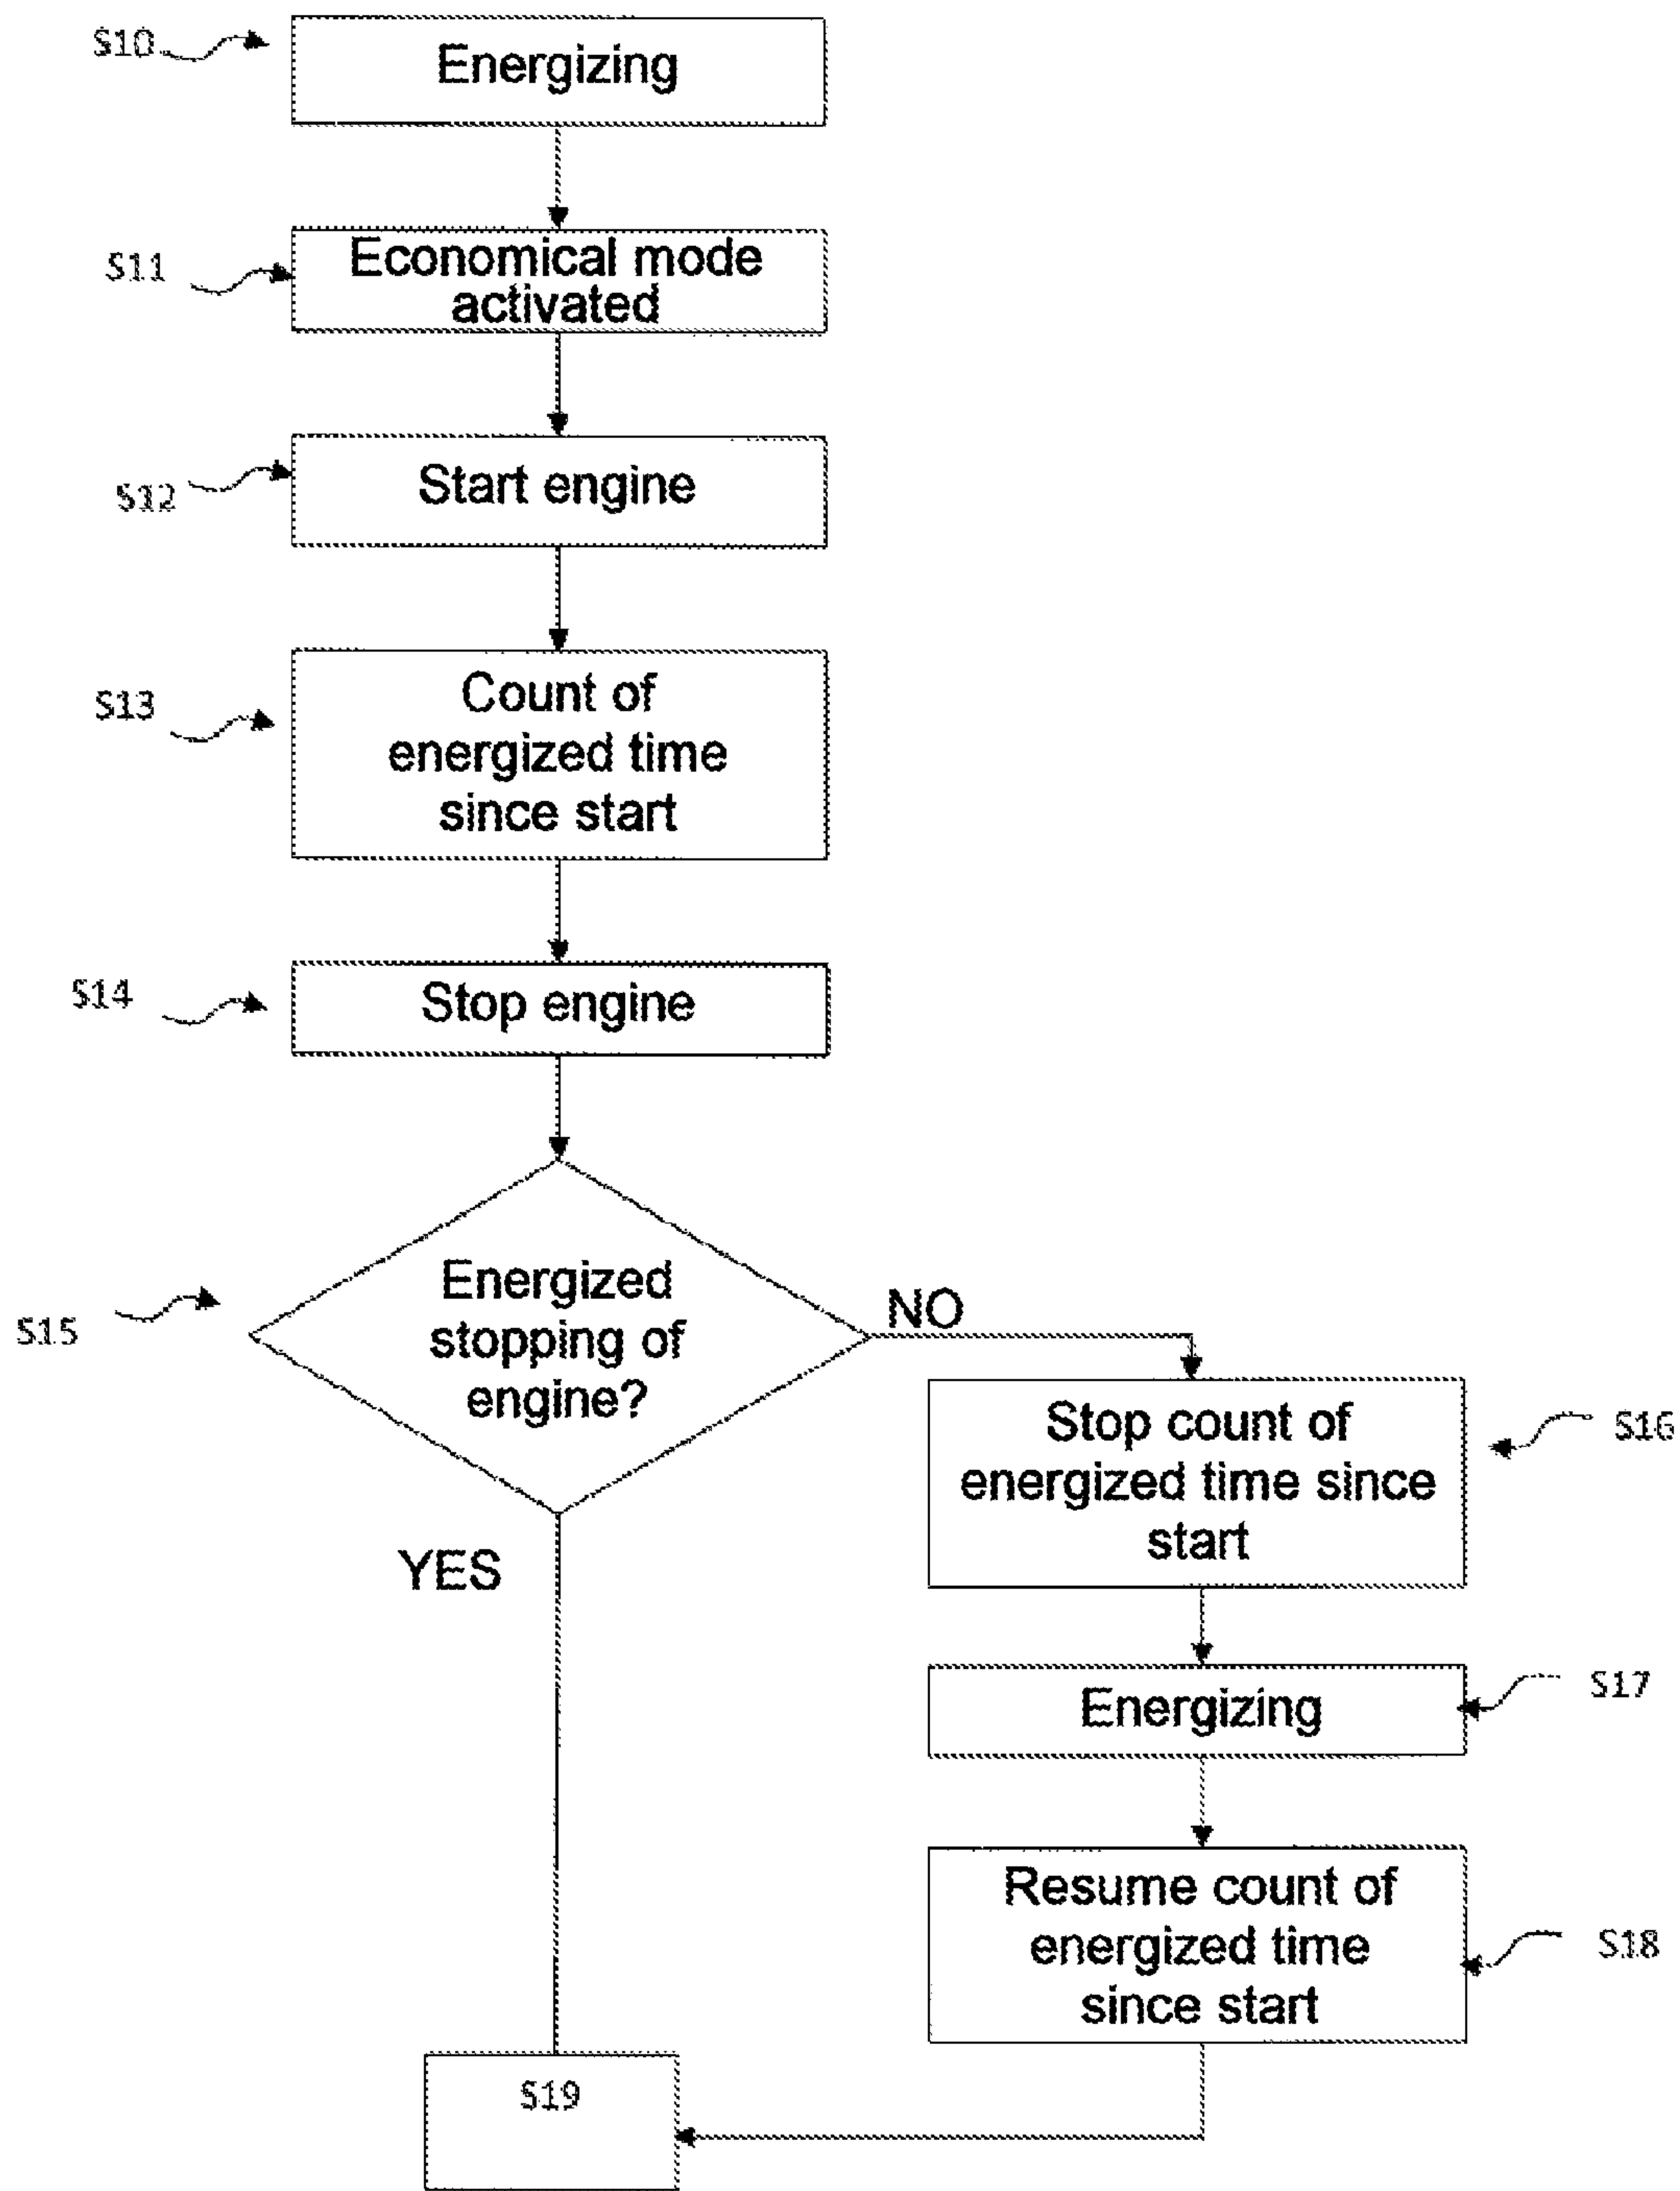 S10
Energizing
S11
Economical mode
activated
S12
Start engine
S13
Count of
energized time
since start
S14
Stop engine
S15
Energized
stopping of
engine?
NO
YES
Stop count of
energized time since
start
S16
Energizing
S17
Resume count of
energized time
since start
S18
S19